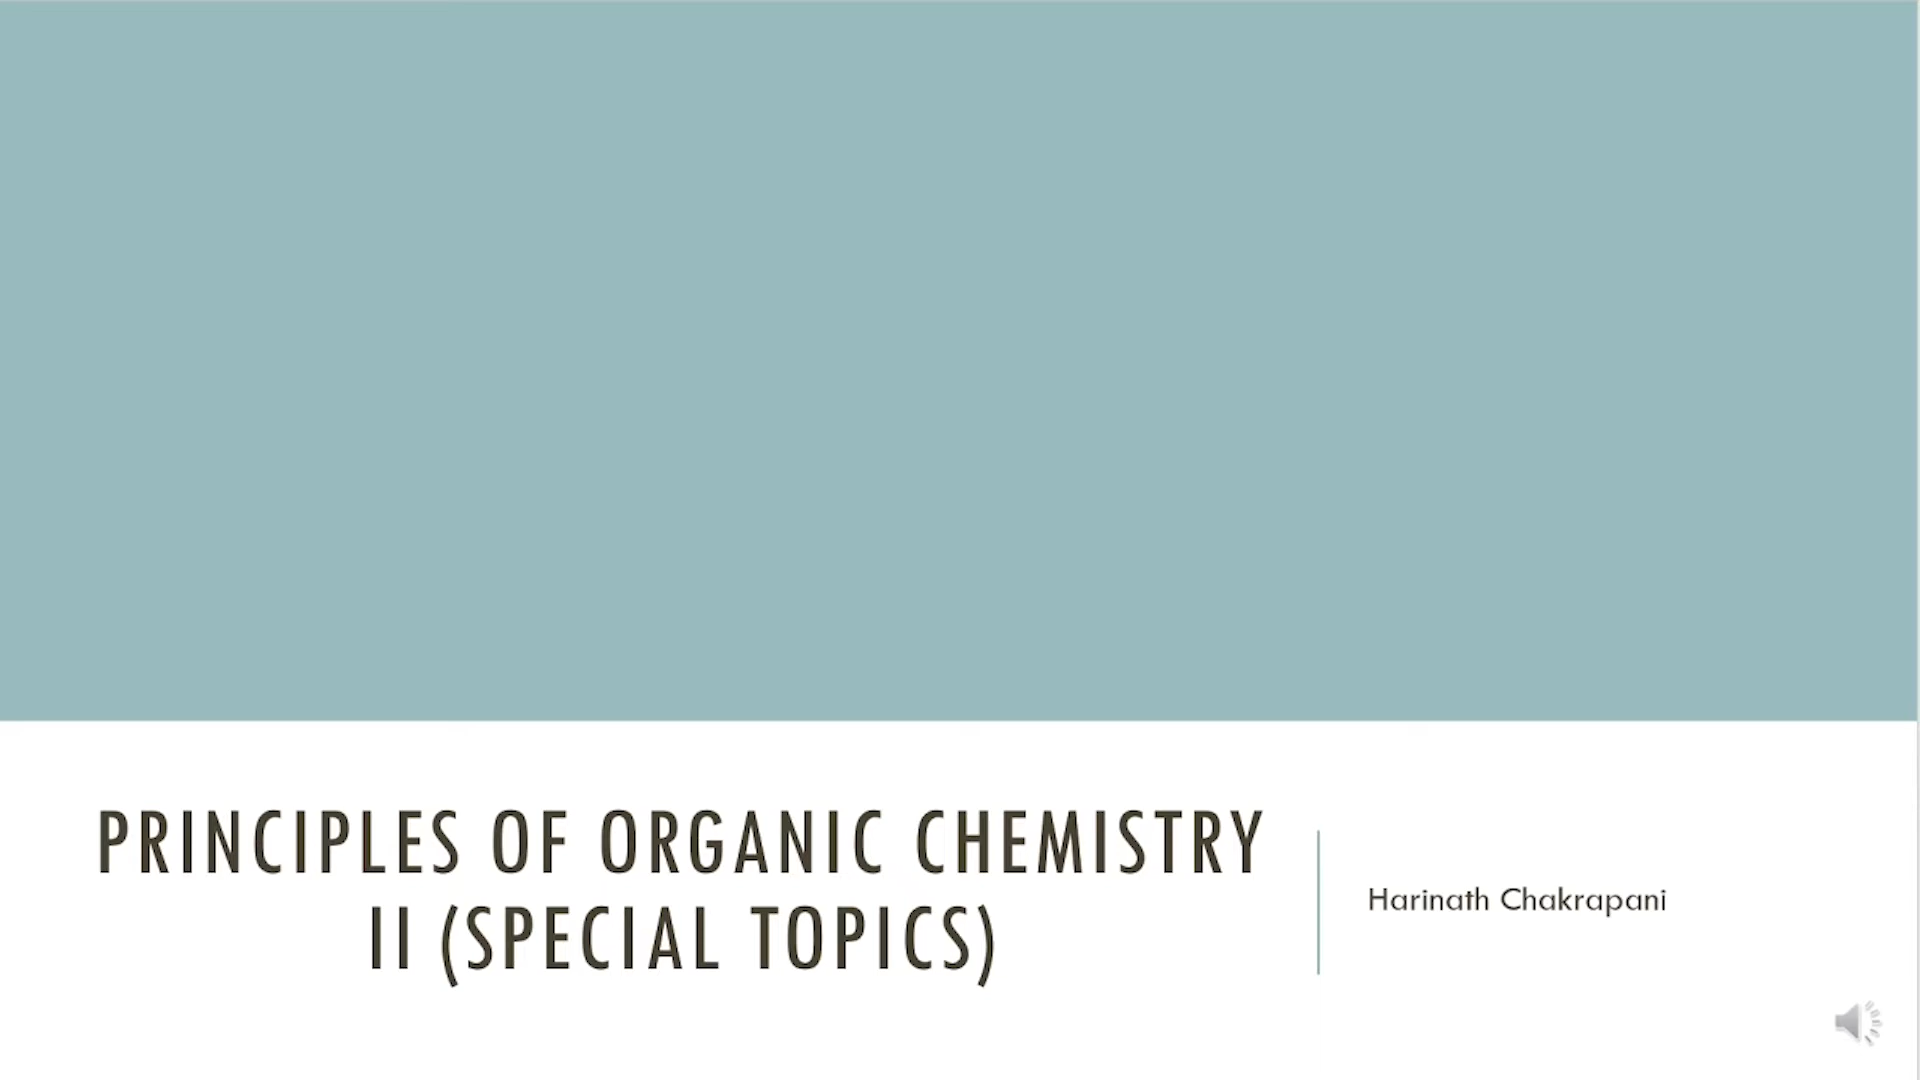 PRINCIPLES OF ORGANIC CHEMISTRY
II (SPECIAL TOPICS)
Harinath Chakrapani